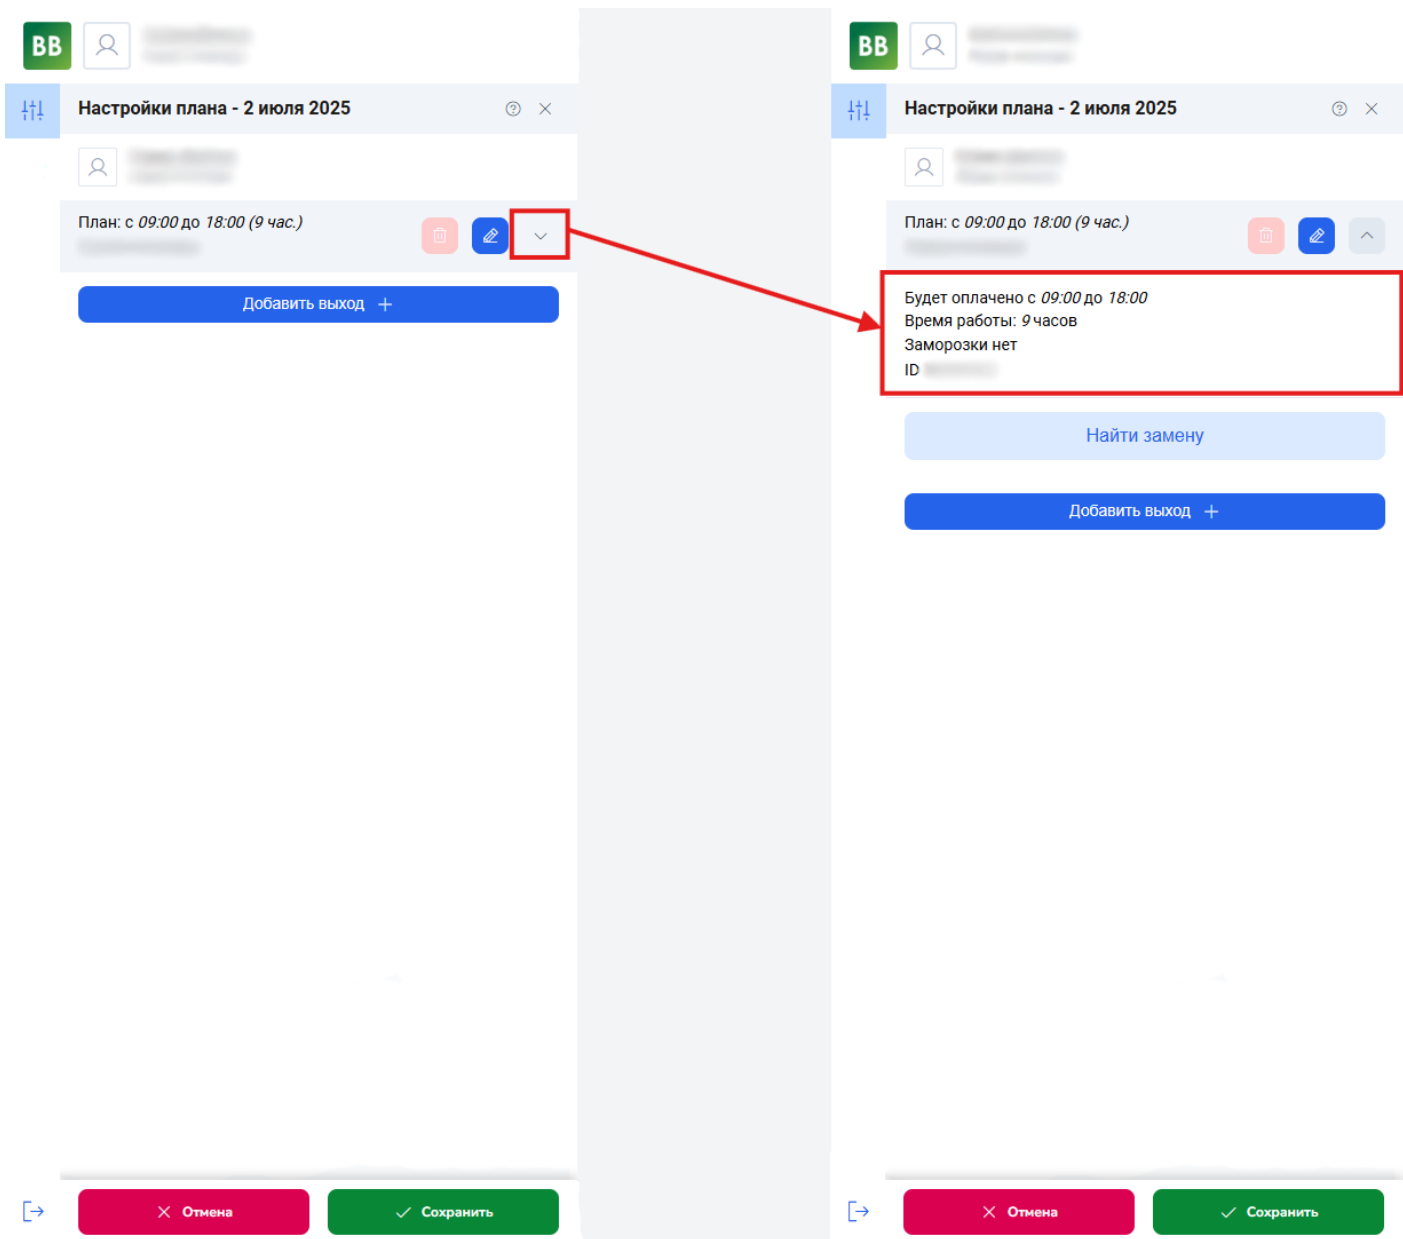 BB
Настройки плана - 2 июля 2025
План: с 09:00 до 18:00 (9 час.)
Добавить выход
Отмена
Сохранить
BB
Настройки плана - 2 июля 2025
План: с 09:00 до 18:00 (9 час.)
Будет оплачено с 09:00 до 18:00
Время работы: 9 часов
Заморозки нет
ID
Найти замену
Добавить выход
Отмена
Сохранить